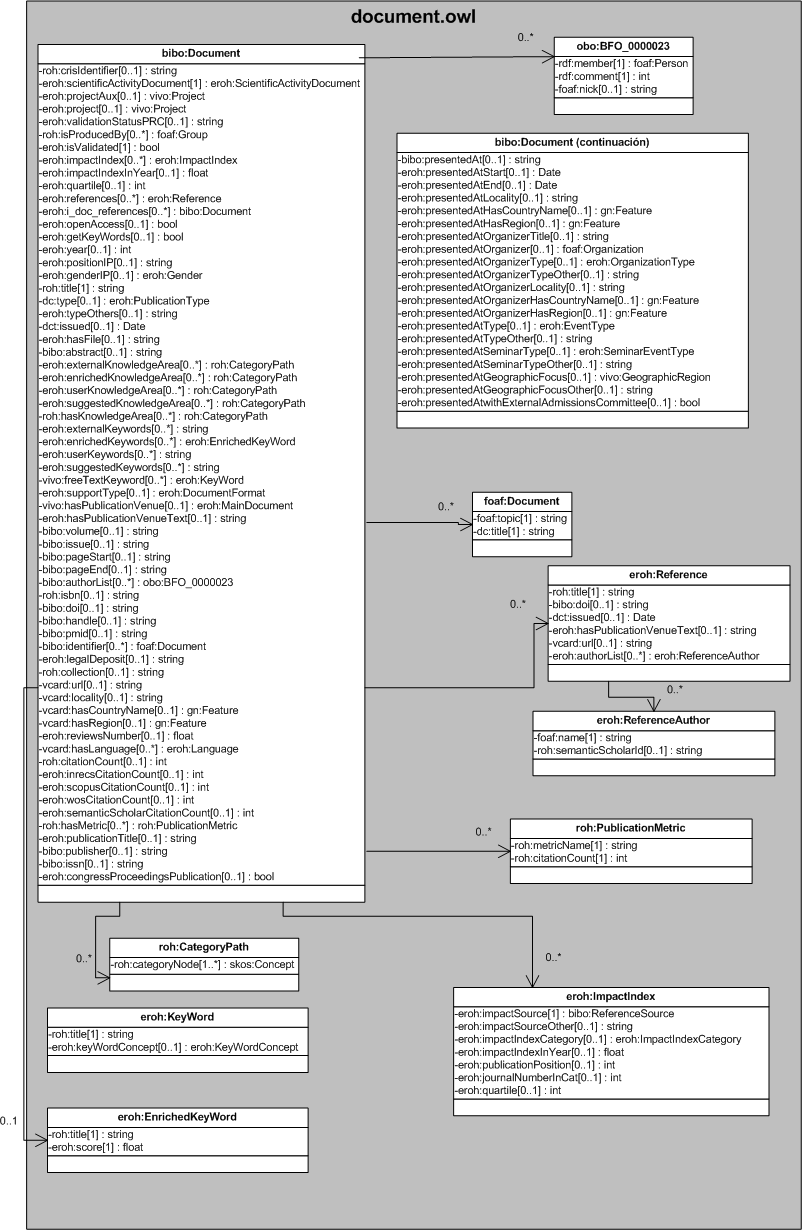 document.owl
bibo:Document
-roh:crisIdentifier[0..1] : string
-eroh:scientificActivityDocument[1] : eroh:ScientificActivityDocument
-eroh:projectAux[0..1] : vivo:Project
-eroh:project[0..1] : vivo:Project
-eroh:validationStatusPRC[0..1] : string
-roh:isProducedBy[0..*] : foaf:Group
-eroh:isValidated[1] : bool
-eroh:impactIndex[0..*] : eroh:ImpactIndex
-eroh:impactIndexInYear[0..1] : float
-eroh:quartile[0..1] : int
-eroh:references[0..*] : eroh:Reference
-eroh:i_doc_references[0..*] : bibo:Document
-eroh:openAccess[0..1] : bool
-eroh:getKeyWords[0..1] : bool
-eroh:year[0..1] : int
-eroh:positionIP[0..1] : string
-eroh:genderIP[0..1] : eroh:Gender
-roh:title[1] : string
-dc:type[0..1] : eroh:PublicationType
-eroh:typeOthers[0..1] : string
-dct:issued[0..1] : Date
-eroh:hasFile[0..1] : string
-bibo:abstract[0..1] : string
-eroh:externalKnowledgeArea[0..*] : roh:CategoryPath
-eroh:enrichedKnowledgeArea[0..*] : roh:CategoryPath
-eroh:userKnowledgeArea[0..*] : roh:CategoryPath
-eroh:suggestedKnowledgeArea[0..*] : roh:CategoryPath
-roh:hasKnowledgeArea[0..*] : roh:CategoryPath
-eroh:externalKeywords[0..*] : string
-eroh:enrichedKeywords[0..*] : eroh:EnrichedKeyWord
-eroh:userKeywords[0..*] : string
-eroh:suggestedKeywords[0..*] : string
-vivo:freeTextKeyword[0..*] : eroh:KeyWord
-eroh:supportType[0..1] : eroh:DocumentFormat
-vivo:hasPublicationVenue[0..1] : eroh:MainDocument
-eroh:hasPublicationVenueText[0..1] : string
-bibo:volume[0..1] : string
-bibo:issue[0..1] : string
-bibo:pageStart[0..1] : string
-bibo:pageEnd[0..1] : string
-bibo:authorList[0..*] : obo:BFO_0000023
-roh:isbn[0..1] : string
-bibo:doi[0..1] : string
-bibo:handle[0..1] : string
-bibo:pmid[0..1] : string
-bibo:identifier[0..*] : foaf:Document
-eroh:legalDeposit[0..1] : string
-roh:collection[0..1] : string
-vcard:url[0..1] : string
-vcard:locality[0..1] : string
-vcard:hasCountryName[0..1] : gn:Feature
-vcard:hasRegion[0..1] : gn:Feature
-eroh:reviewsNumber[0..1] : float
-vcard:hasLanguage[0..*] : eroh:Language
-roh:citationCount[0..1] : int
-eroh:inrecsCitationCount[0..1] : int
-eroh:scopusCitationCount[0..1] : int
-eroh:wosCitationCount[0..1] : int
-eroh:semanticScholarCitationCount[0..1] : int
-roh:hasMetric[0..*] : roh:PublicationMetric
-eroh:publicationTitle[0..1] : string
-bibo:publisher[0..1] : string
-bibo:issn[0..1] : string
-eroh:congressProceedingsPublication[0..1] : bool
0..*
obo:BFO_0000023
-rdf:member[1] : foaf:Person
-rdf:comment[1] : int
-foaf:nick[0..1] : string
bibo:Document (continuación)
-bibo:presentedAt[0..1] : string
-eroh:presentedAtStart[0..1] : Date
-eroh:presentedAtEnd[0..1] : Date
-eroh:presentedAtLocality[0..1] : string
-eroh:presentedAtHasCountryName[0..1] : gn:Feature
-eroh:presentedAtHasRegion[0..1] : gn:Feature
-eroh:presentedAtOrganizerTitle[0..1] : string
-eroh:presentedAtOrganizer[0..1] : foaf:Organization
-eroh:presentedAtOrganizerType[0..1] : eroh:OrganizationType
-eroh:presentedAtOrganizerTypeOther[0..1] : string
-eroh:presentedAtOrganizerLocality[0..1] : string
-eroh:presentedAtOrganizerHasCountryName[0..1] : gn:Feature
-eroh:presentedAtOrganizerHasRegion[0..1] : gn:Feature
-eroh:presentedAtType[0..1] : eroh:EventType
-eroh:presentedAtTypeOther[0..1] : string
-eroh:presentedAtSeminarType[0..1] : eroh:SeminarEventType
-eroh:presentedAtSeminarTypeOther[0..1] : string
-eroh:presentedAtGeographicFocus[0..1] : vivo:GeographicRegion
-eroh:presentedAtGeographicFocusOther[0..1] : string
-eroh:presentedAtwithExternalAdmissionsCommittee[0..1] : bool
0..*
foaf:Document
-foaf:topic[1] : string
-dc:title[1] : string
0..*
eroh:Reference
-roh:title[1] : string
-bibo:doi[0..1] : string
-dct:issued[0..1] : Date
-eroh:hasPublicationVenueText[0..1] : string
-vcard:url[0..1] : string
-eroh:authorList[0..*] : eroh:ReferenceAuthor
0..*
eroh:ReferenceAuthor
-foaf:name[1] : string
-roh:semanticScholarId[0..1] : string
0..*
roh:PublicationMetric
-roh:metricName[1] : string
-roh:citationCount[1] : int
0..*
roh:CategoryPath
-roh:categoryNode[1..*] : skos:Concept
0..*
eroh:ImpactIndex
-eroh:impactSource[1] : bibo:ReferenceSource
-eroh:impactSourceOther[0..1] : string
-eroh:impactIndexCategory[0..1] : eroh:ImpactIndexCategory
-eroh:impactIndexInYear[0..1] : float
-eroh:publicationPosition[0..1] : int
-eroh:journalNumberInCat[0..1] : int
-eroh:quartile[0..1] : int
eroh:KeyWord
-roh:title[1] : string
-eroh:keyWordConcept[0..1] : eroh:KeyWordConcept
0..1
eroh:EnrichedKeyWord
-roh:title[1] : string
-eroh:score[1] : float